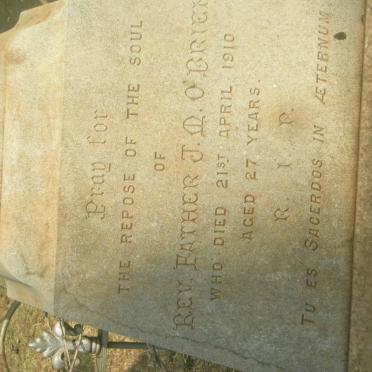 Pray for
THE REPOSE OF THE SOUL
OF
REV. FATHER J. M. O'BRIEN
WHO DIED 21ST APRIL 1910
AGED 27 YEARS.
R. I. P.
TU ES SACERDOS IN ÆTERNUM.